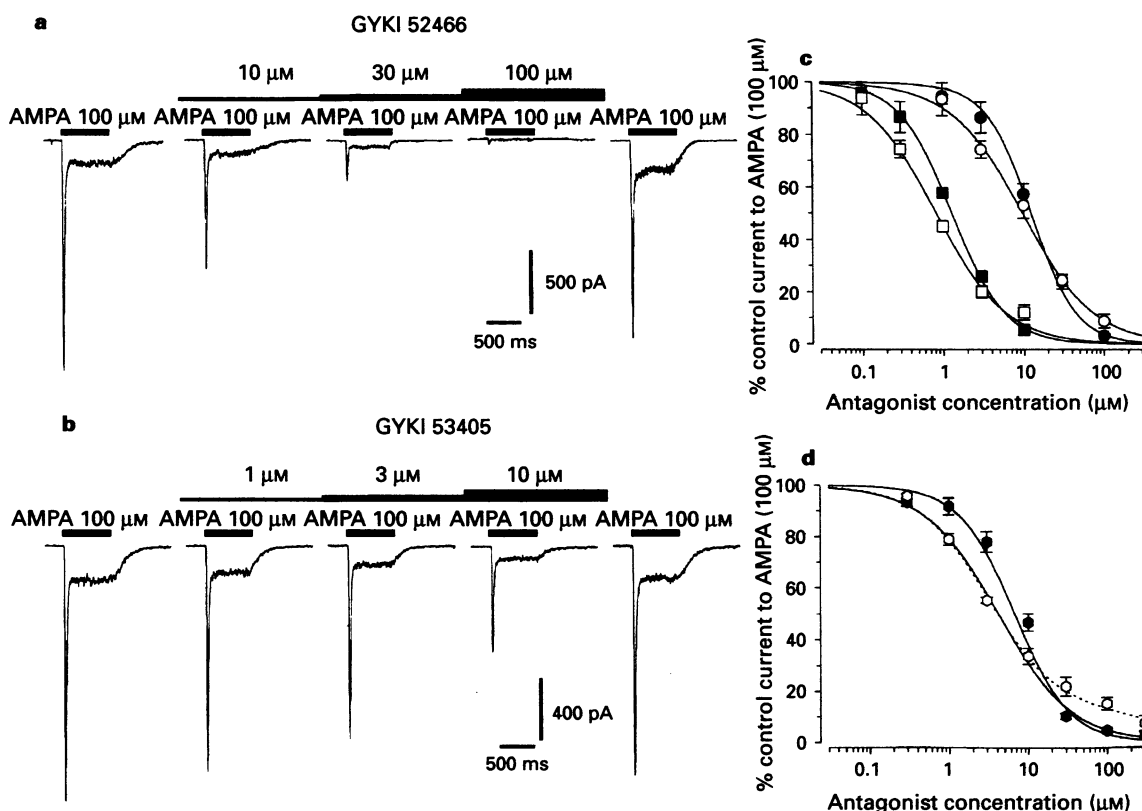 a
GYKI 52466
10 μM 30 μM 100 μM
AMPA 100 μM AMPA 100 μM AMPA 100 μM AMPA 100 μM AMPA 100 μM
500 pA
500 ms
b
GYKI 53405
1 μM 3 μM 10 μM
AMPA 100 μM AMPA 100 μM AMPA 100 μM AMPA 100 μM AMPA 100 μM
400 pA
500 ms
c
% control current to AMPA (100 μM)
100
80
60
40
20
0
0.1 1 10 100
Antagonist concentration (μM)
d
% control current to AMPA (100 μM)
100
80
60
40
20
0
0.1 1 10 100
Antagonist concentration (μM)